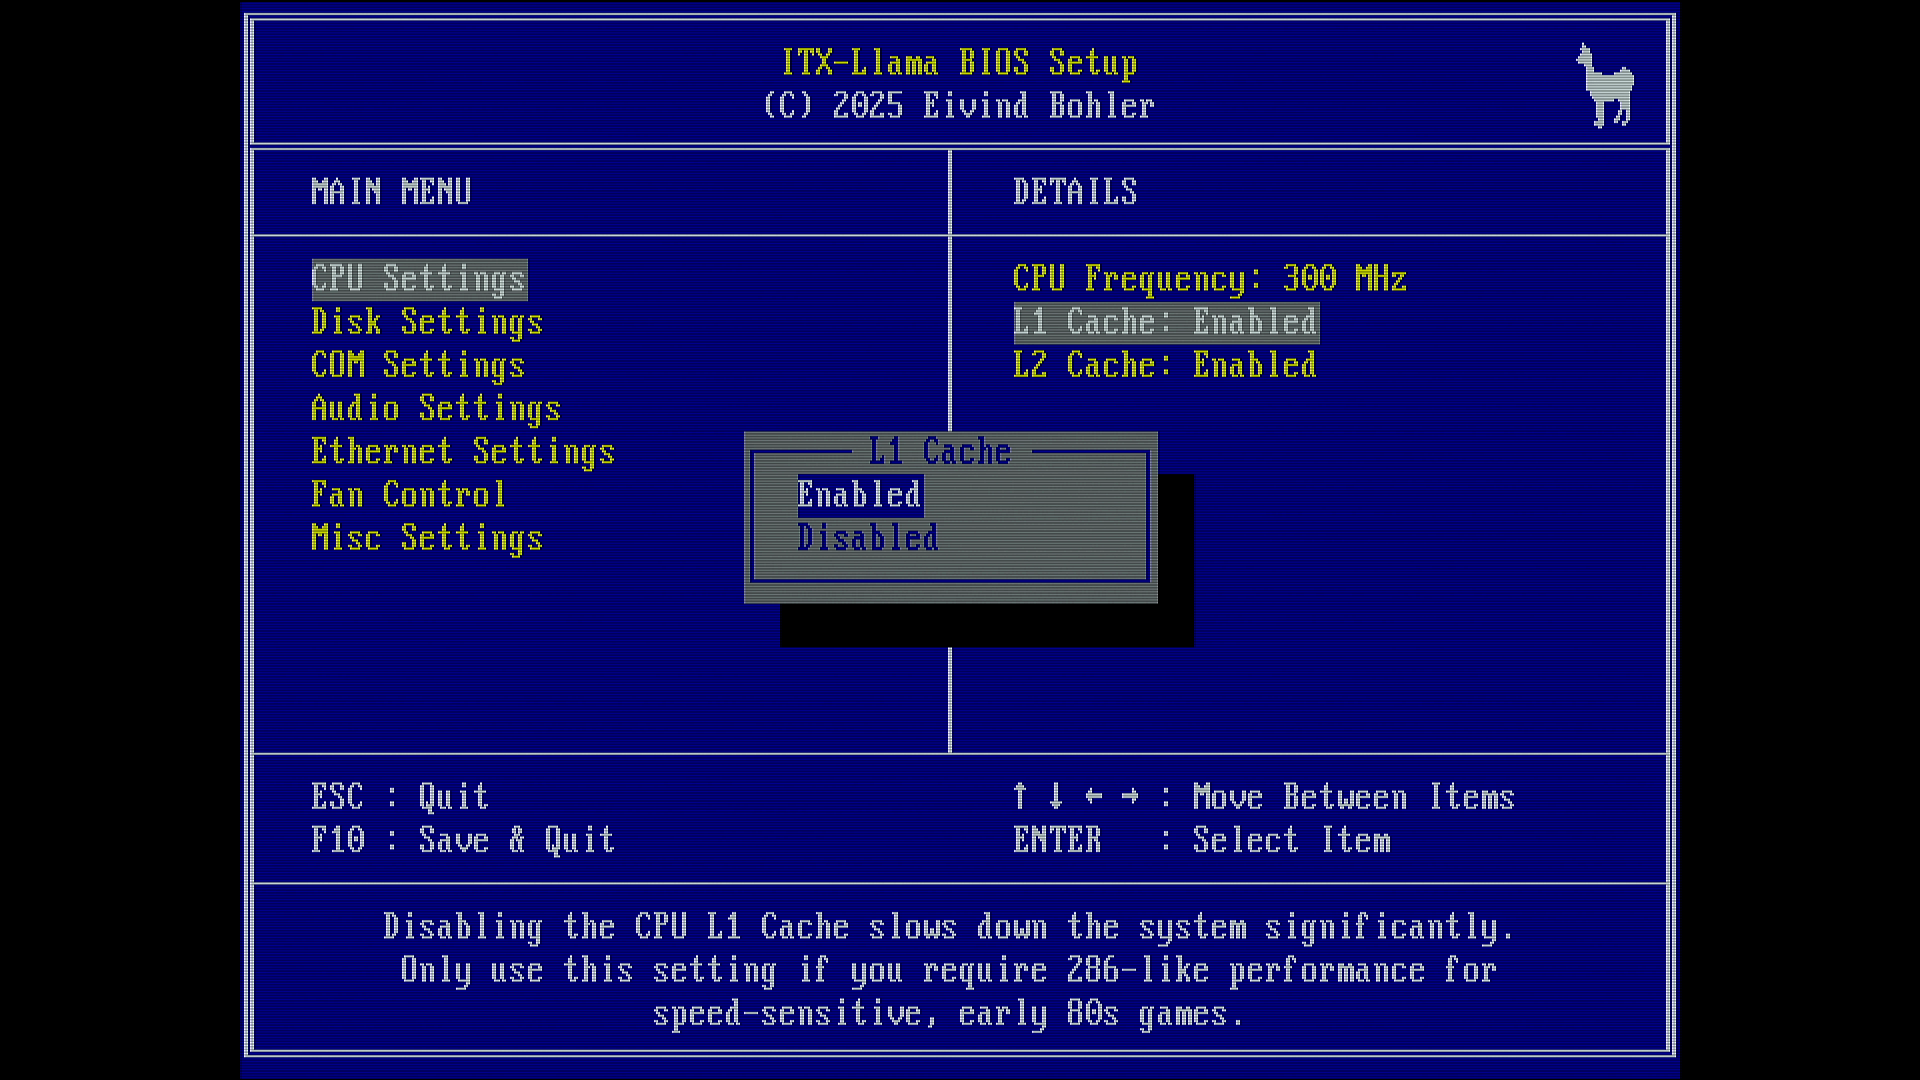 ITX-Llama BIOS Setup
(C) 2025 Eivind Bohler
MAIN MENU
CPU Settings
Disk Settings
COM Settings
Audio Settings
Ethernet Settings
Fan Control
Misc Settings
DETAILS
CPU Frequency: 300 MHz
L1 Cache: Enabled
L2 Cache: Enabled
L1 Cache
Enabled
Disabled
ESC : Quit
F10 : Save & Quit
↑ ↓ ← → : Move Between Items
ENTER : Select Item
Disabling the CPU L1 Cache slows down the system significantly.
Only use this setting if you require 286-like performance for
speed-sensitive, early 80s games.